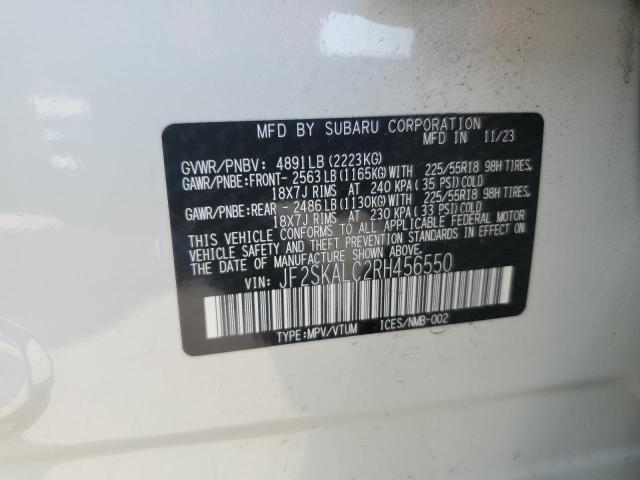 MFD BY SUBARU CORPORATION
MFD IN 11/23
GVWR/PNBV: 4891LB(2223KG)
GAWR/PNBE:FRONT- 2563LB(1165KG)WITH 225/55R18 98H TIRES,
18X7J RIMS AT 240 KPA(35 PSI)COLD
GAWR/PNBE:REAR - 2486LB(1130KG)WITH 225/55R18 98H TIRES,
18X7J RIMS AT 230 KPA(33 PSI)COLD
THIS VEHICLE CONFORMS TO ALL APPLICABLE FEDERAL MOTOR
VEHICLE SAFETY AND THEFT PREVENTION STANDARDS IN EFFECT ON
THE DATE OF MANUFACTURE SHOWN ABOVE.
VIN: JF2SKALC2RH456550
TYPE:MPV/VTUM ICES/NMB-002